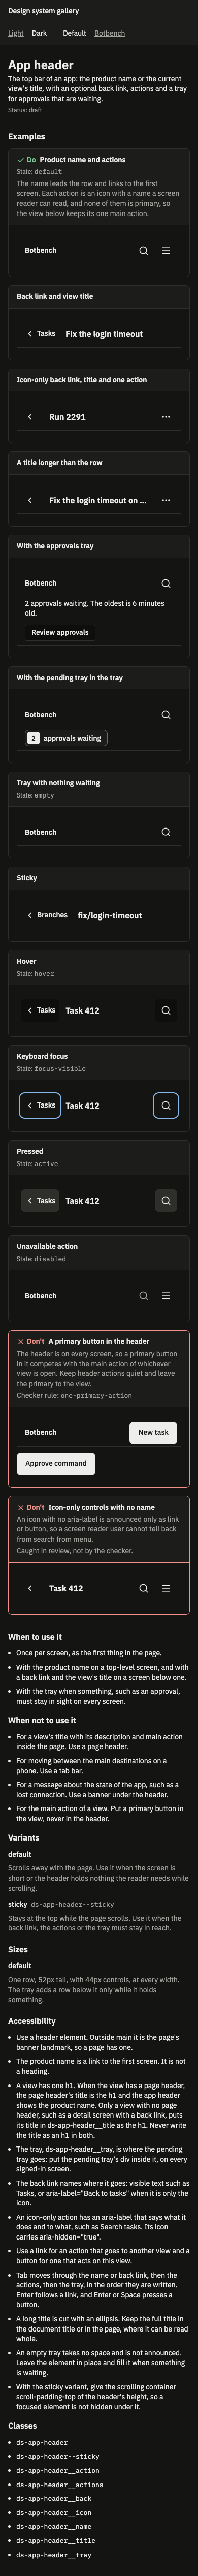 Design system gallery
Light Dark Default Botbench
App header
The top bar of an app: the product name or the current
view's title, with an optional back link, actions and a tray
for approvals that are waiting.
Status: draft
Examples
Do Product name and actions
State: default
The name leads the row and links to the first
screen. Each action is an icon with a name a screen
reader can read, and none of them is primary, so
the view below keeps its one main action.
Botbench
Back link and view title
Tasks Fix the login timeout
Icon-only back link, title and one action
Run 2291
A title longer than the row
Fix the login timeout on ...
With the approvals tray
Botbench
2 approvals waiting. The oldest is 6 minutes
old.
Review approvals
With the pending tray in the tray
Botbench
2 approvals waiting
Tray with nothing waiting
State: empty
Botbench
Sticky
Branches fix/login-timeout
Hover
State: hover
Tasks Task 412
Keyboard focus
State: focus-visible
Tasks Task 412
Pressed
State: active
Tasks Task 412
Unavailable action
State: disabled
Botbench
Don't A primary button in the header
The header is on every screen, so a primary button
in it competes with the main action of whichever
view is open. Keep header actions quiet and leave
the primary to the view.
Checker rule: one-primary-action
Botbench New task
Approve command
Don't Icon-only controls with no name
An icon with no aria-label is announced only as link
or button, so a screen reader user cannot tell back
from search from menu.
Caught in review, not by the checker.
Task 412
When to use it
Once per screen, as the first thing in the page.
With the product name on a top-level screen, and with
a back link and the view's title on a screen below one.
With the tray when something, such as an approval,
must stay in sight on every screen.
When not to use it
For a view's title with its description and main action
inside the page. Use a page header.
For moving between the main destinations on a
phone. Use a tab bar.
For a message about the state of the app, such as a
lost connection. Use a banner under the header.
For the main action of a view. Put a primary button in
the view, never in the header.
Variants
default
Scrolls away with the page. Use it when the screen is
short or the header holds nothing the reader needs while
scrolling.
sticky ds-app-header--sticky
Stays at the top while the page scrolls. Use it when the
back link, the actions or the tray must stay in reach.
Sizes
default
One row, 52px tall, with 44px controls, at every width.
The tray adds a row below it only while it holds
something.
Accessibility
Use a header element. Outside main it is the page's
banner landmark, so a page has one.
The product name is a link to the first screen. It is not
a heading.
A view has one h1. When the view has a page header,
the page header's title is the h1 and the app header
shows the product name. Only a view with no page
header, such as a detail screen with a back link, puts
its title in ds-app-header__title as the h1. Never write
the title as an h1 in both.
The tray, ds-app-header__tray, is where the pending
tray goes: put the pending tray's div inside it, on every
signed-in screen.
The back link names where it goes: visible text such as
Tasks, or aria-label="Back to tasks" when it is only the
icon.
An icon-only action has an aria-label that says what it
does and to what, such as Search tasks. Its icon
carries aria-hidden="true".
Use a link for an action that goes to another view and a
button for one that acts on this view.
Tab moves through the name or back link, then the
actions, then the tray, in the order they are written.
Enter follows a link, and Enter or Space presses a
button.
A long title is cut with an ellipsis. Keep the full title in
the document title or in the page, where it can be read
whole.
An empty tray takes no space and is not announced.
Leave the element in place and fill it when something
is waiting.
With the sticky variant, give the scrolling container
scroll-padding-top of the header's height, so a
focused element is not hidden under it.
Classes
ds-app-header
ds-app-header--sticky
ds-app-header__action
ds-app-header__actions
ds-app-header__back
ds-app-header__icon
ds-app-header__name
ds-app-header__title
ds-app-header__tray